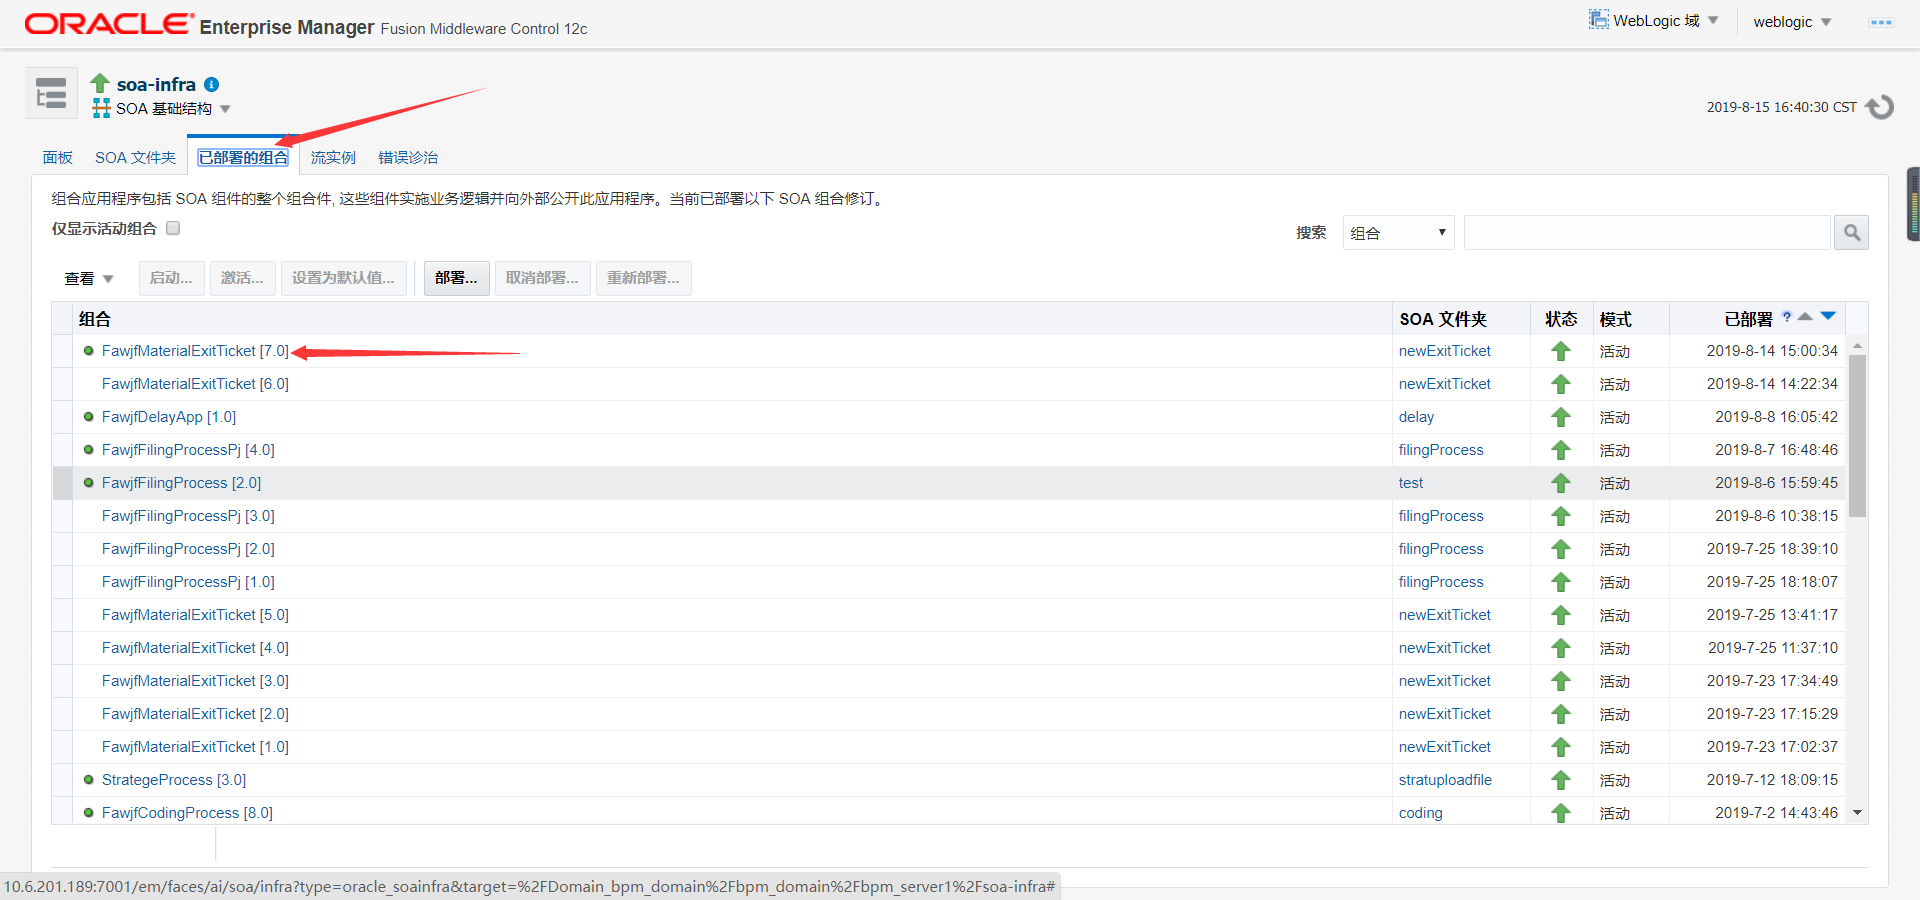 ORACLE Enterprise Manager Fusion Middleware Control 12c
WebLogic 域
weblogic
soa-infra
SOA 基础结构
2019-8-15 16:40:30 CST
面板 SOA 文件夹 已部署的组合 流实例 错误诊治
组合应用程序包括 SOA 组件的整个组合件, 这些组件实施业务逻辑并向外部公开此应用程序。当前已部署以下 SOA 组合修订。
仅显示活动组合
搜索 组合
查看 启动... 激活... 设置为默认值... 部署... 取消部署... 重新部署...
组合 SOA 文件夹 状态 模式 已部署 ?
FawjfMaterialExitTicket [7.0] newExitTicket 活动 2019-8-14 15:00:34
FawjfMaterialExitTicket [6.0] newExitTicket 活动 2019-8-14 14:22:34
FawjfDelayApp [1.0] delay 活动 2019-8-8 16:05:42
FawjfFilingProcessPj [4.0] filingProcess 活动 2019-8-7 16:48:46
FawjfFilingProcess [2.0] test 活动 2019-8-6 15:59:45
FawjfFilingProcessPj [3.0] filingProcess 活动 2019-8-6 10:38:15
FawjfFilingProcessPj [2.0] filingProcess 活动 2019-7-25 18:39:10
FawjfFilingProcessPj [1.0] filingProcess 活动 2019-7-25 18:18:07
FawjfMaterialExitTicket [5.0] newExitTicket 活动 2019-7-25 13:41:17
FawjfMaterialExitTicket [4.0] newExitTicket 活动 2019-7-25 11:37:10
FawjfMaterialExitTicket [3.0] newExitTicket 活动 2019-7-23 17:34:49
FawjfMaterialExitTicket [2.0] newExitTicket 活动 2019-7-23 17:15:29
FawjfMaterialExitTicket [1.0] newExitTicket 活动 2019-7-23 17:02:37
StrategeProcess [3.0] stratuploadfile 活动 2019-7-12 18:09:15
FawjfCodingProcess [8.0] coding 活动 2019-7-2 14:43:46
10.6.201.189:7001/em/faces/ai/soa/infra?type=oracle_soainfra&target=%2FDomain_bpm_domain%2Fbpm_domain%2Fbpm_server1%2Fsoa-infra#